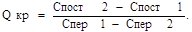 Q кр = Спост 2 – Спост 1
Спер 1 – Спер 2 .